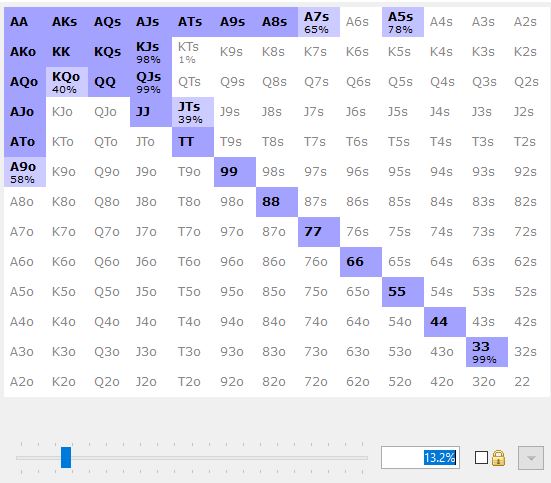 AA AKs AQs AJs ATs A9s A8s A7s A6s A5s A4s A3s A2s
65% 78%
AKo KK KQs KJs KTs K9s K8s K7s K6s K5s K4s K3s K2s
98% 1%
AQo KQo QQ QJs QTs Q9s Q8s Q7s Q6s Q5s Q4s Q3s Q2s
40% 99%
AJo KJo QJo JJ JTs J9s J8s J7s J6s J5s J4s J3s J2s
39%
ATo KTo QTo JTo TT T9s T8s T7s T6s T5s T4s T3s T2s
A9o K9o Q9o J9o T9o 99 98s 97s 96s 95s 94s 93s 92s
58%
A8o K8o Q8o J8o T8o 98o 88 87s 86s 85s 84s 83s 82s
A7o K7o Q7o J7o T7o 97o 87o 77 76s 75s 74s 73s 72s
A6o K6o Q6o J6o T6o 96o 86o 76o 66 65s 64s 63s 62s
A5o K5o Q5o J5o T5o 95o 85o 75o 65o 55 54s 53s 52s
A4o K4o Q4o J4o T4o 94o 84o 74o 64o 54o 44 43s 42s
A3o K3o Q3o J3o T3o 93o 83o 73o 63o 53o 43o 33 32s
99%
A2o K2o Q2o J2o T2o 92o 82o 72o 62o 52o 42o 32o 22
13.2%